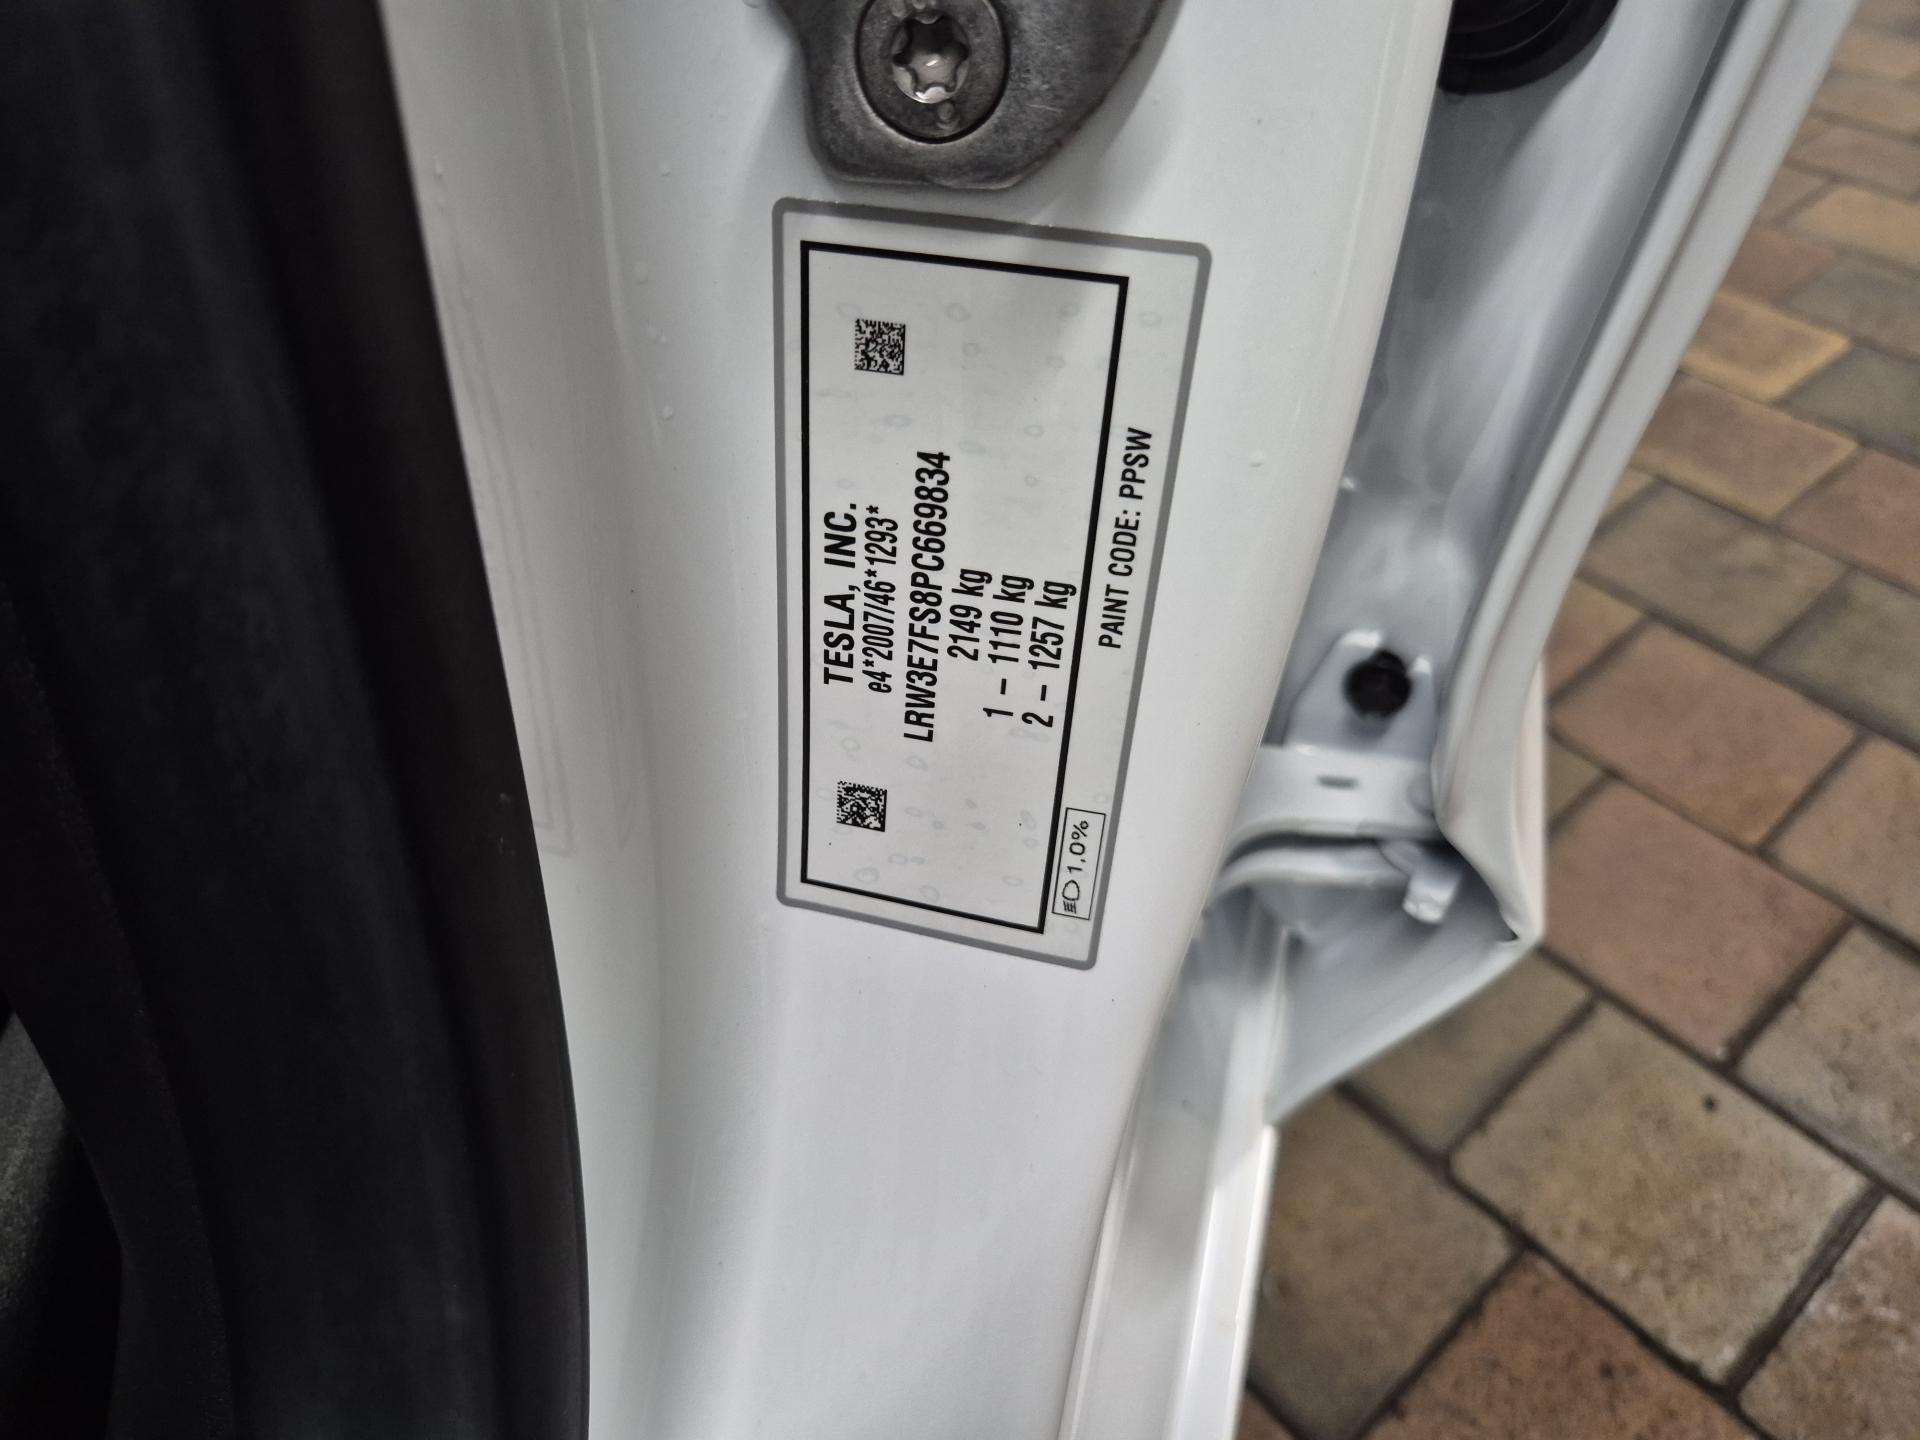 TESLA, INC.
e4*2007/46*1293*
LRW3E7FS8PC669834
2149 kg
1 – 1110 kg
2 – 1257 kg
1,0%
PAINT CODE: PPSW